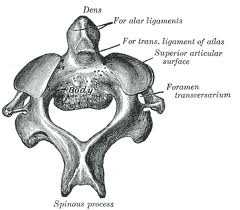 Dens
For alar ligaments
For trans. ligament of atlas
Superior articular
surface
Body
Foramen
transversarium
Spinous process